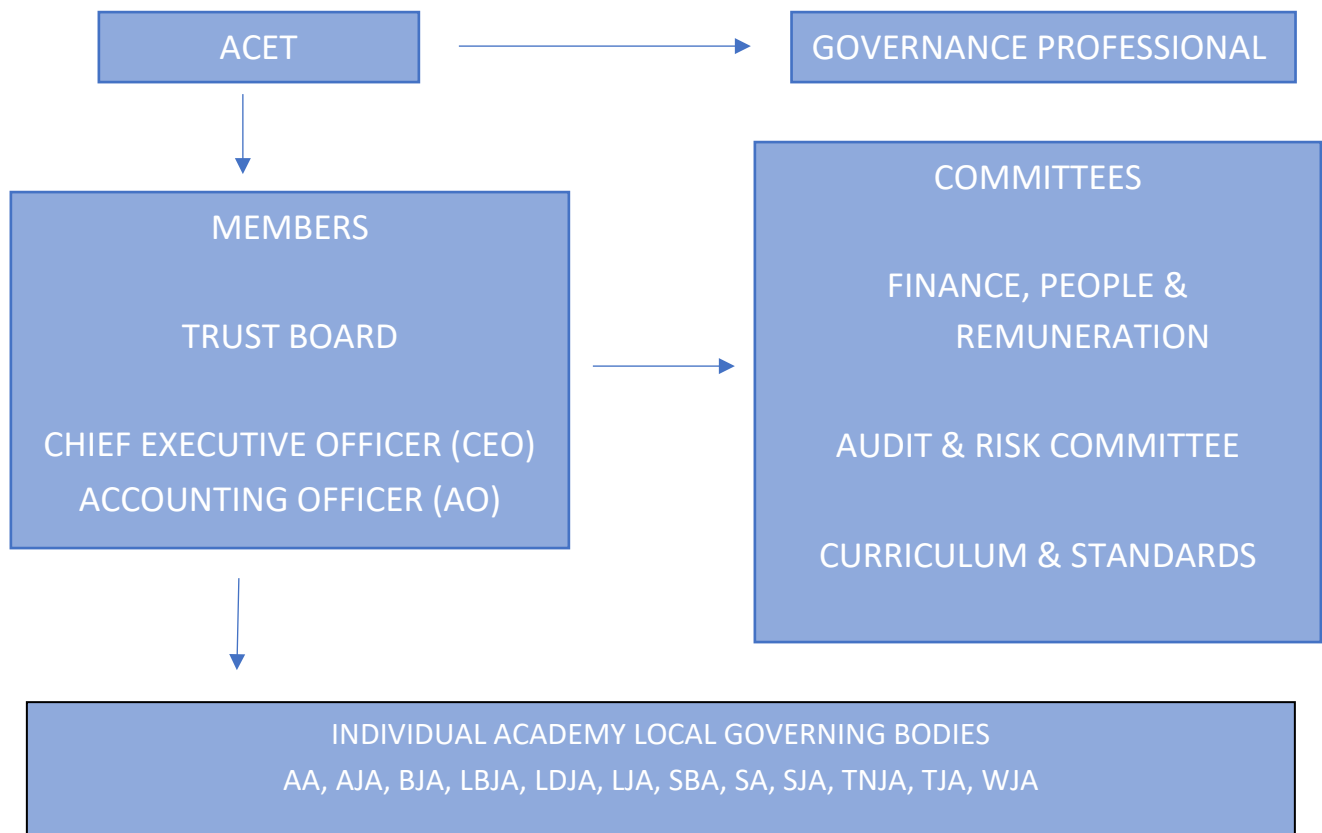 ACET
GOVERNANCE PROFESSIONAL
MEMBERS
TRUST BOARD
CHIEF EXECUTIVE OFFICER (CEO)
ACCOUNTING OFFICER (AO)
COMMITTEES
FINANCE, PEOPLE &
REMUNERATION
AUDIT & RISK COMMITTEE
CURRICULUM & STANDARDS
INDIVIDUAL ACADEMY LOCAL GOVERNING BODIES
AA, AJA, BJA, LBJA, LDJA, LJA, SBA, SA, SJA, TNJA, TJA, WJA